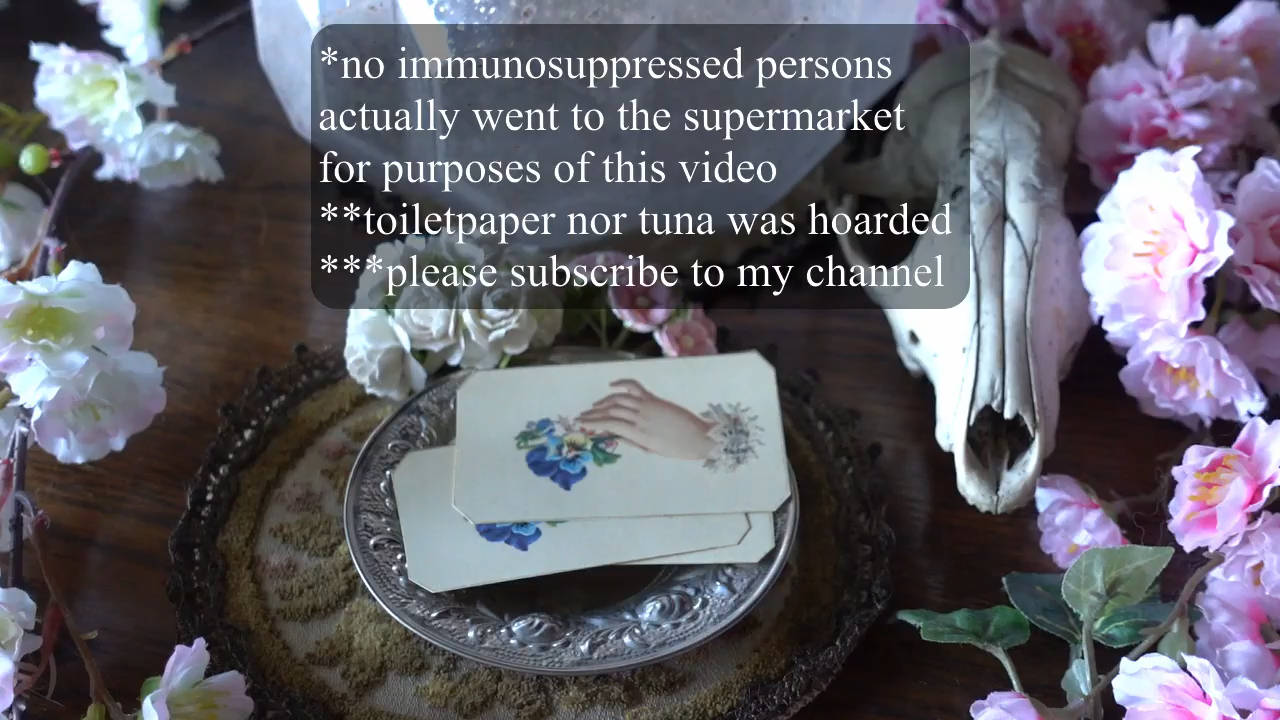 *no immunosuppressed persons
actually went to the supermarket
for purposes of this video
**toiletpaper nor tuna was hoarded
***please subscribe to my channel